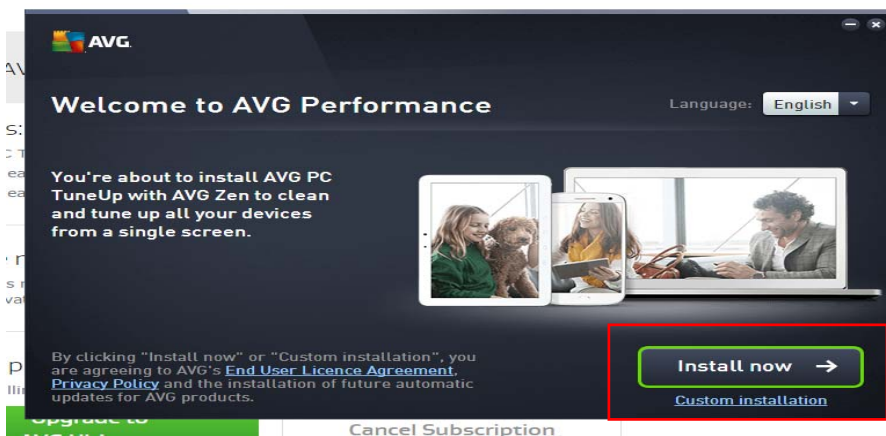 AVG.
Welcome to AVG Performance
Language: English
You're about to install AVG PC
TuneUp with AVG Zen to clean
and tune up all your devices
from a single screen.
By clicking "Install now" or "Custom installation", you
are agreeing to AVG's End User Licence Agreement,
Privacy Policy and the installation of future automatic
updates for AVG products.
Install now →
Custom installation
Upgrade to
Cancel Subscription